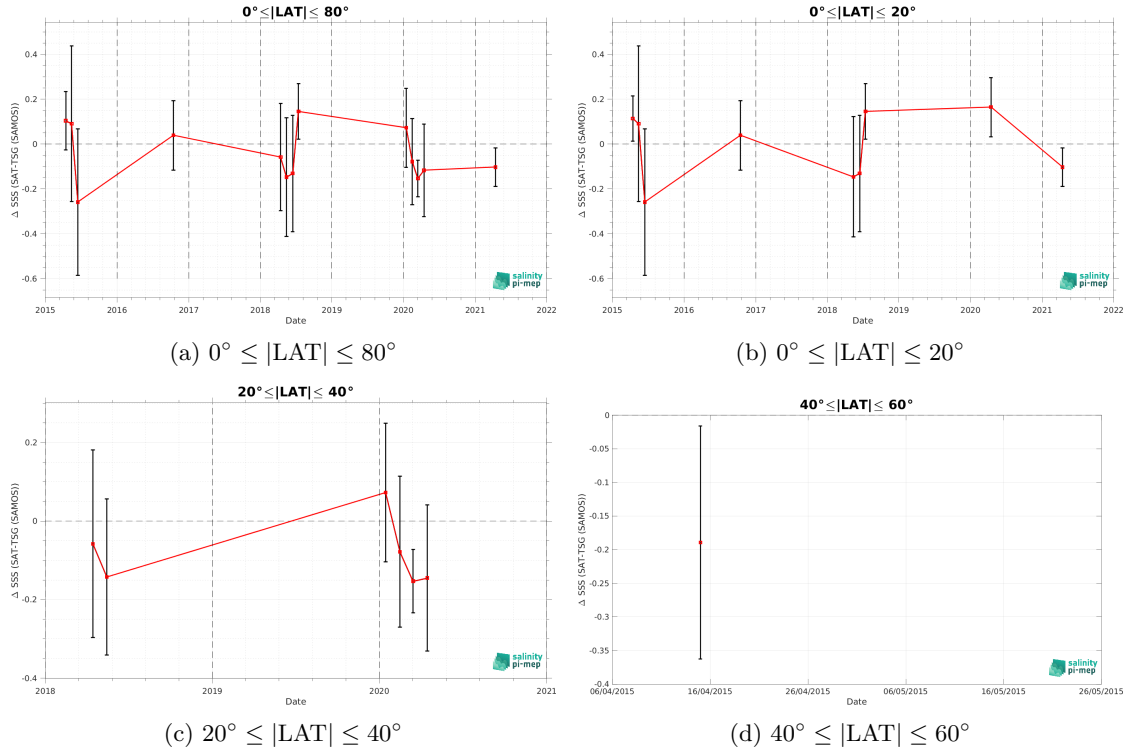 0°≤|LAT|≤ 80°
Δ SSS (SAT-TSG (SAMOS))
0.4
0.2
0
-0.2
-0.4
-0.6
2015 2016 2017 2018 2019 2020 2021 2022
Date
salinity
pi-mep
(a) 0° ≤ |LAT| ≤ 80°
0°≤|LAT|≤ 20°
Δ SSS (SAT-TSG (SAMOS))
0.4
0.2
0
-0.2
-0.4
-0.6
2015 2016 2017 2018 2019 2020 2021 2022
Date
salinity
pi-mep
(b) 0° ≤ |LAT| ≤ 20°
20°≤|LAT|≤ 40°
Δ SSS (SAT-TSG (SAMOS))
0.2
0
-0.2
-0.4
2018 2019 2020 2021
Date
salinity
pi-mep
(c) 20° ≤ |LAT| ≤ 40°
40°≤|LAT|≤ 60°
Δ SSS (SAT-TSG (SAMOS))
0
-0.05
-0.1
-0.15
-0.2
-0.25
-0.3
-0.35
-0.4
06/04/2015 16/04/2015 26/04/2015 06/05/2015 16/05/2015 26/05/2015
Date
salinity
pi-mep
(d) 40° ≤ |LAT| ≤ 60°